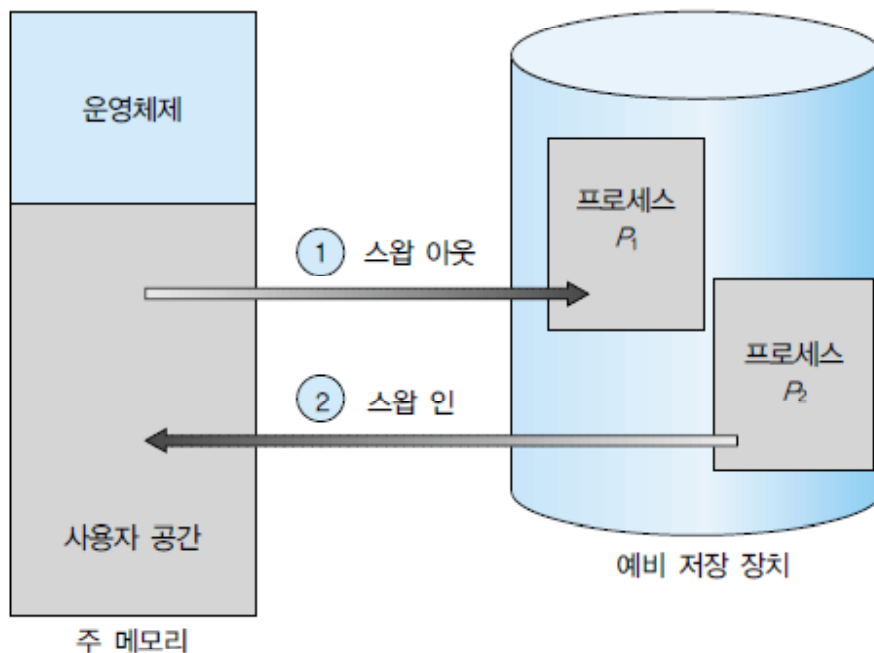 운영체제
프로세스
P₁
1 스왑 아웃
프로세스
P₂
2 스왑 인
사용자 공간
예비 저장 장치
주 메모리